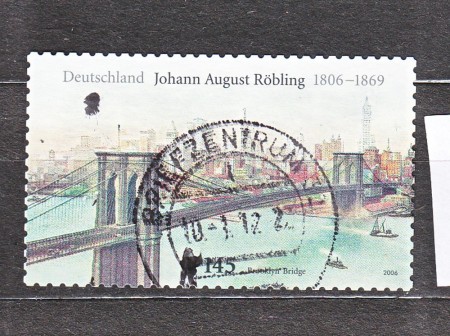 Deutschland Johann August Röbling 1806–1869
BRIEFZENTRUM
10.-1.12
145
Brooklyn Bridge
2006